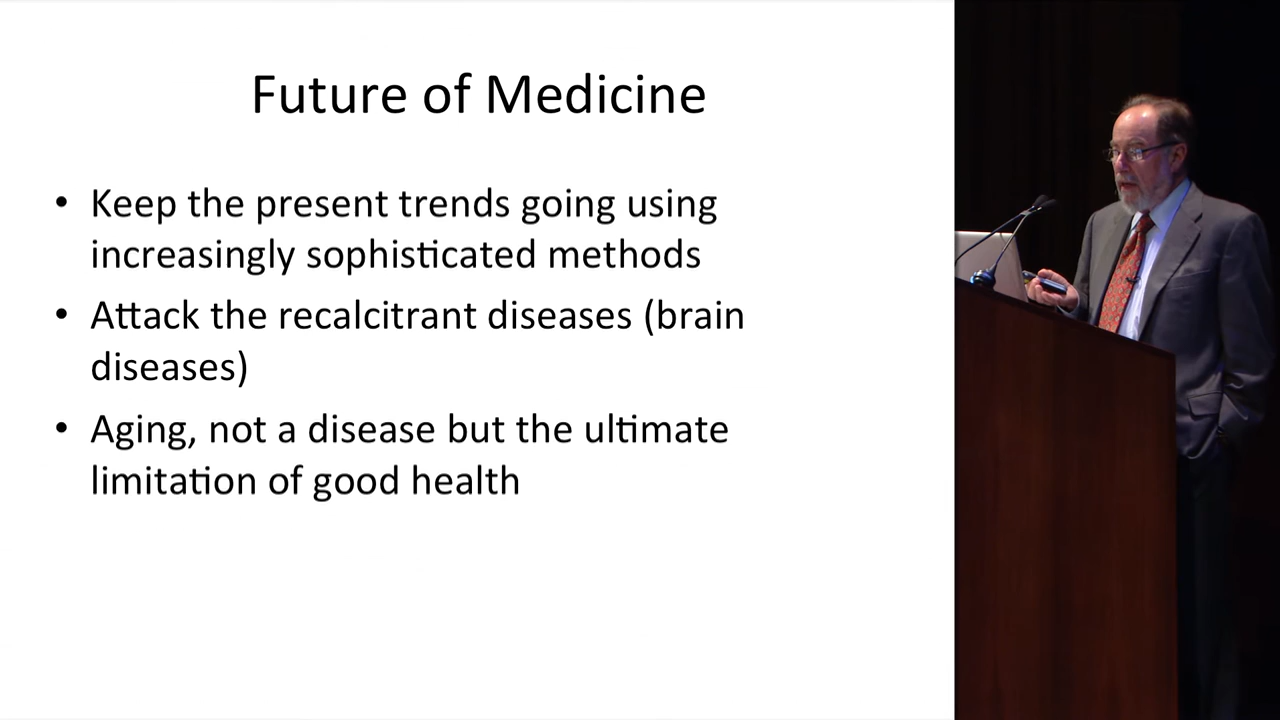 Future of Medicine
• Keep the present trends going using
increasingly sophisticated methods
• Attack the recalcitrant diseases (brain
diseases)
• Aging, not a disease but the ultimate
limitation of good health